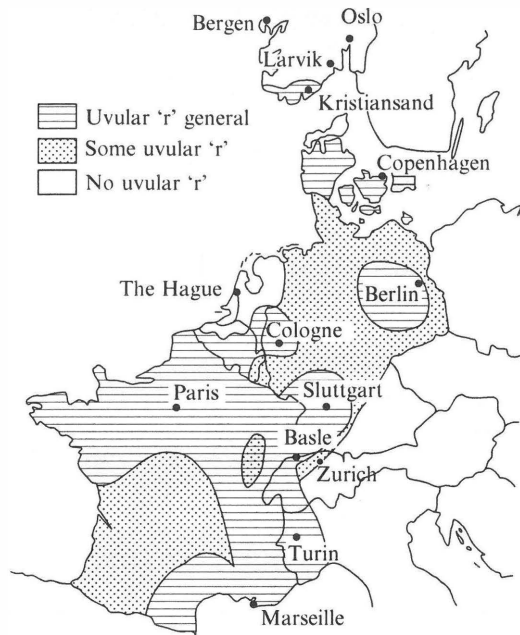 Bergen
Oslo
Larvik
Kristiansand
Uvular ‘r’ general
Some uvular ‘r’
No uvular ‘r’
Copenhagen
The Hague
Berlin
Cologne
Paris
Sluttgart
Basle
Zurich
Turin
Marseille